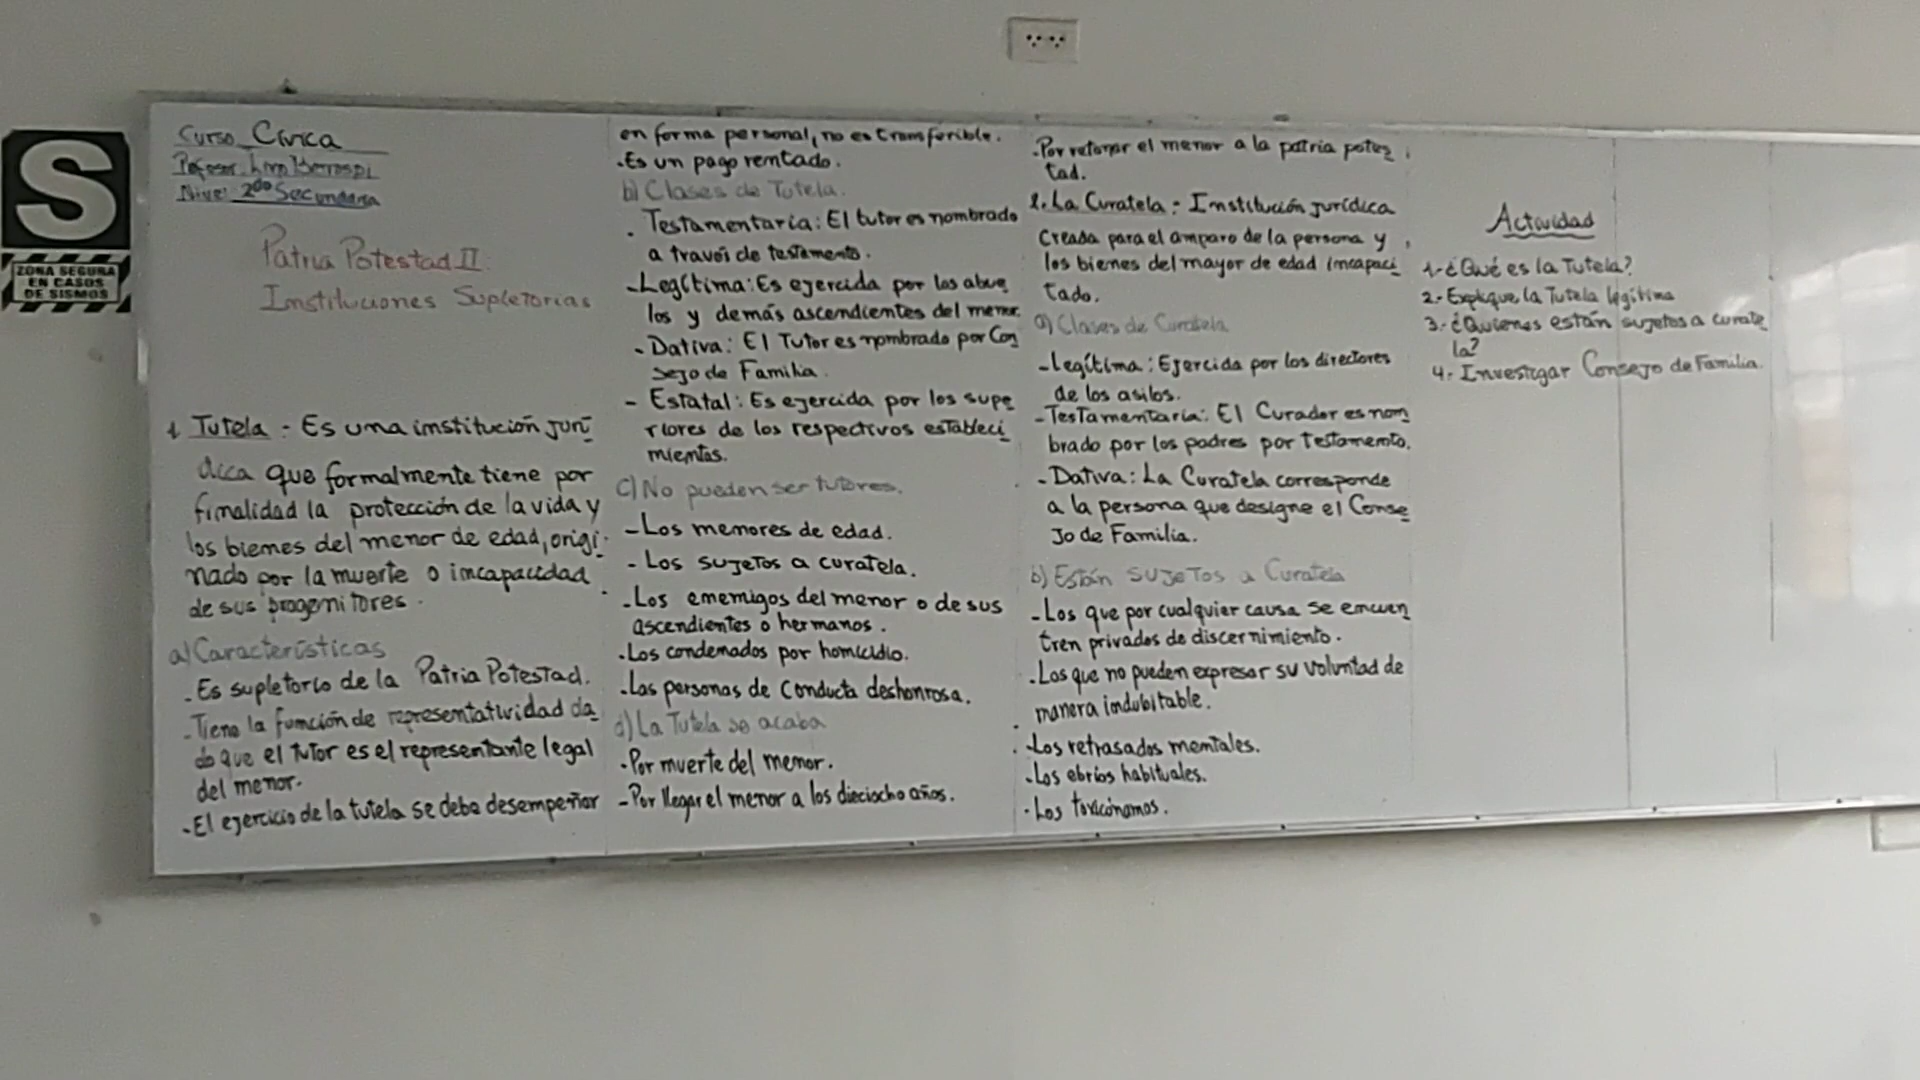 S
ZONA SEGURA
EN CASOS
DE SISMOS
Curso Cívica
Nivel 2do Secundaria
Patria Potestad II:
Instituciones Supletorias
1 Tutela - Es una institución jurí
dica que formalmente tiene por
finalidad la protección de la vida y
los bienes del menor de edad, origi
nado por la muerte o incapacidad
de sus progenitores.
a) Características
- Es supletorio de la Patria Potestad.
- Tiene la función de representatividad da
do que el tutor es el representante legal
del menor.
- El ejercicio de la tutela se debe desempeñar
en forma personal, no es transferible.
- Es un pago rentado.
b) Clases de Tutela.
- Testamentaria: El tutor es nombrado
a través de testamento.
- Legítima: Es ejercida por los abue
los y demás ascendientes del menor.
- Dativa: El Tutor es nombrado por Con
sejo de Familia.
- Estatal: Es ejercida por los supe
riores de los respectivos estableci
mientos.
c) No pueden ser tutores.
- Los menores de edad.
- Los sujetos a curatela.
- Los enemigos del menor o de sus
ascendientes o hermanos.
- Los condenados por homicidio.
- Las personas de conducta deshonrosa.
d) La Tutela se acaba
- Por muerte del menor.
- Por llegar el menor a los dieciocho años.
- Por retomar el menor a la patria potes
tad.
2. La Curatela: Institución jurídica
creada para el amparo de la persona y
los bienes del mayor de edad incapaci
tado.
a) Clases de Curatela
- Legítima: Ejercida por los directores
de los asilos.
- Testamentaria: El Curador es nom
brado por los padres por testamento.
- Dativa: La Curatela corresponde
a la persona que designe el Conse
jo de Familia.
b) Están sujetos a Curatela
- Los que por cualquier causa se encuen
tren privados de discernimiento.
- Los que no pueden expresar su voluntad de
manera indubitable.
- Los retrasados mentales.
- Los ebrios habituales.
- Los toxicónamos.
Actividad
1- ¿Qué es la Tutela?
2.- Explique la Tutela legítima
3.- ¿Quienes están sujetos a curate
la?
4.- Investigar Consejo de Familia.